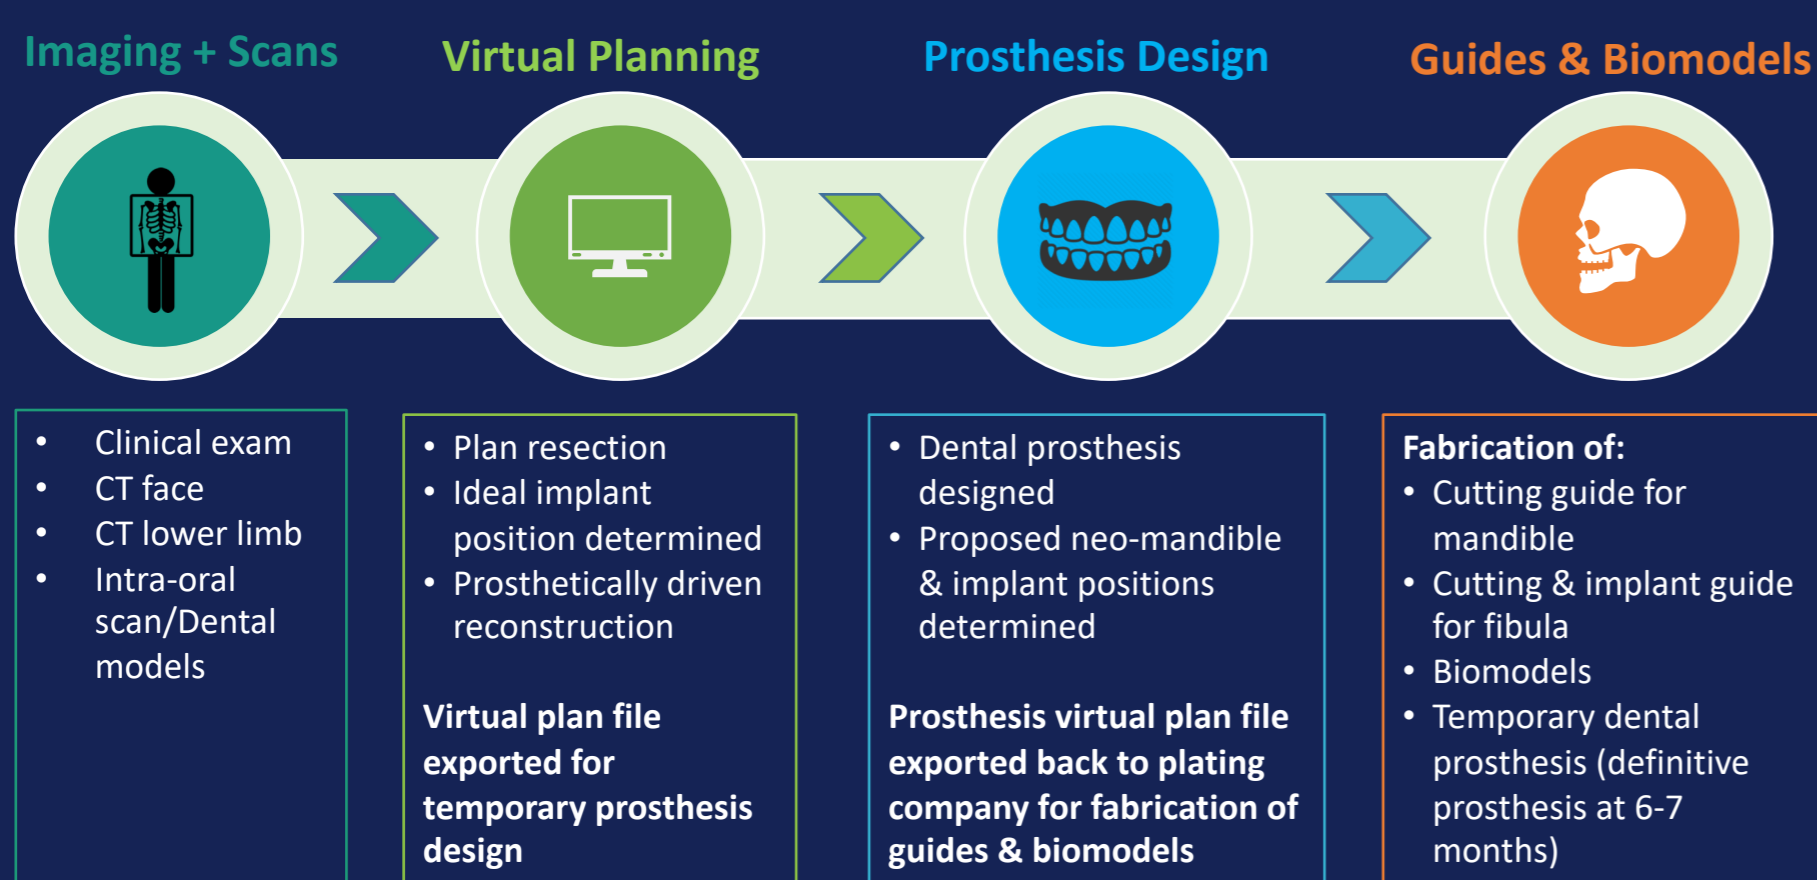 Imaging + Scans
Virtual Planning
Prosthesis Design
Guides & Biomodels
• Clinical exam
• CT face
• CT lower limb
• Intra-oral
scan/Dental
models
• Plan resection
• Ideal implant
position determined
• Prosthetically driven
reconstruction
Virtual plan file
exported for
temporary prosthesis
design
• Dental prosthesis
designed
• Proposed neo-mandible
& implant positions
determined
Prosthesis virtual plan file
exported back to plating
company for fabrication of
guides & biomodels
Fabrication of:
• Cutting guide for
mandible
• Cutting & implant guide
for fibula
• Biomodels
• Temporary dental
prosthesis (definitive
prosthesis at 6-7
months)